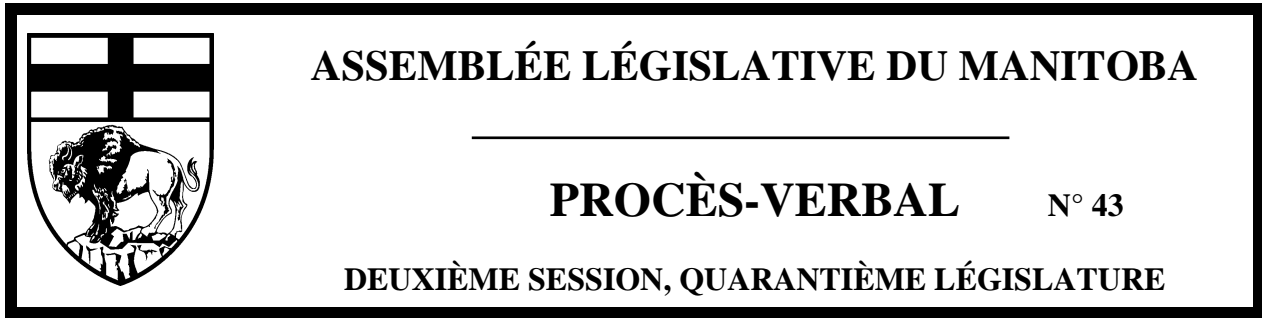 ASSEMBLÉE LÉGISLATIVE DU MANITOBA
PROCÈS-VERBAL N° 43
DEUXIÈME SESSION, QUARANTIÈME LÉGISLATURE